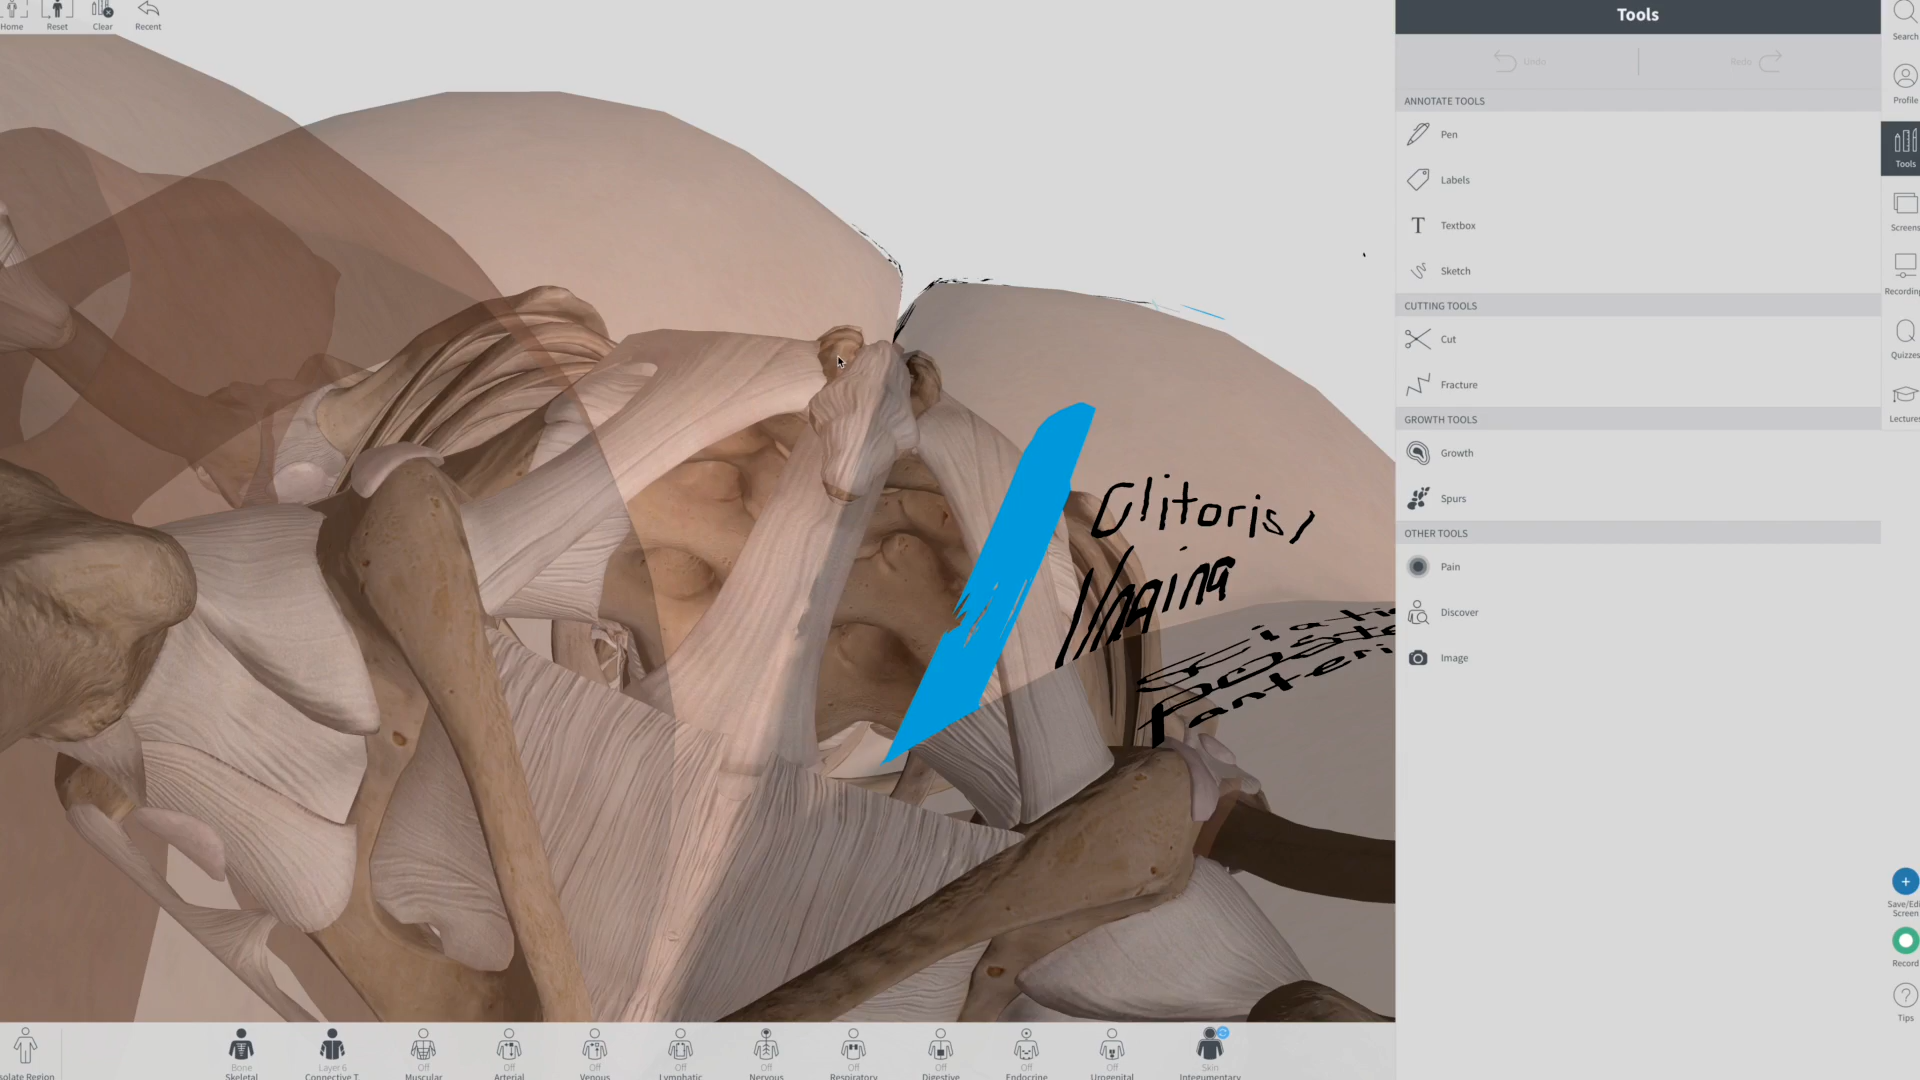 Home
Reset
Clear
Recent
Tools
Search
Undo
Redo
Profile
ANNOTATE TOOLS
Pen
Tools
Labels
Screens
Textbox
Sketch
Recording
CUTTING TOOLS
Cut
Quizzes
Fracture
Lectures
GROWTH TOOLS
Growth
Spurs
OTHER TOOLS
Pain
Discover
Image
Clitoris/
Vagina
Save/Edi
Screen
Record
Tips
solate Region
Bone
Skeletal
Layer 6
Connective T.
Off
Muscular
Off
Arterial
Off
Venous
Off
Lymphatic
Off
Nervous
Off
Respiratory
Off
Digestive
Off
Endocrine
Off
Urogenital
Skin
Integumentary